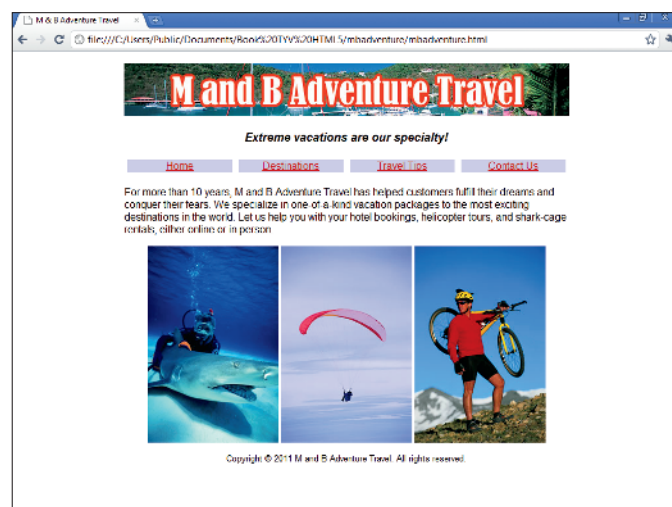 M & B Adventure Travel
file:///C:/Users/Public/Documents/Book%20TYV%20HTML5/mbadventure/mbadventure.html
M and B Adventure Travel
Extreme vacations are our specialty!
Home Destinations Travel Tips Contact Us
For more than 10 years, M and B Adventure Travel has helped customers fulfill their dreams and
conquer their fears. We specialize in one-of-a-kind vacation packages to the most exciting
destinations in the world. Let us help you with your hotel bookings, helicopter tours, and shark-cage
rentals, either online or in person
Copyright © 2011 M and B Adventure Travel. All rights reserved.